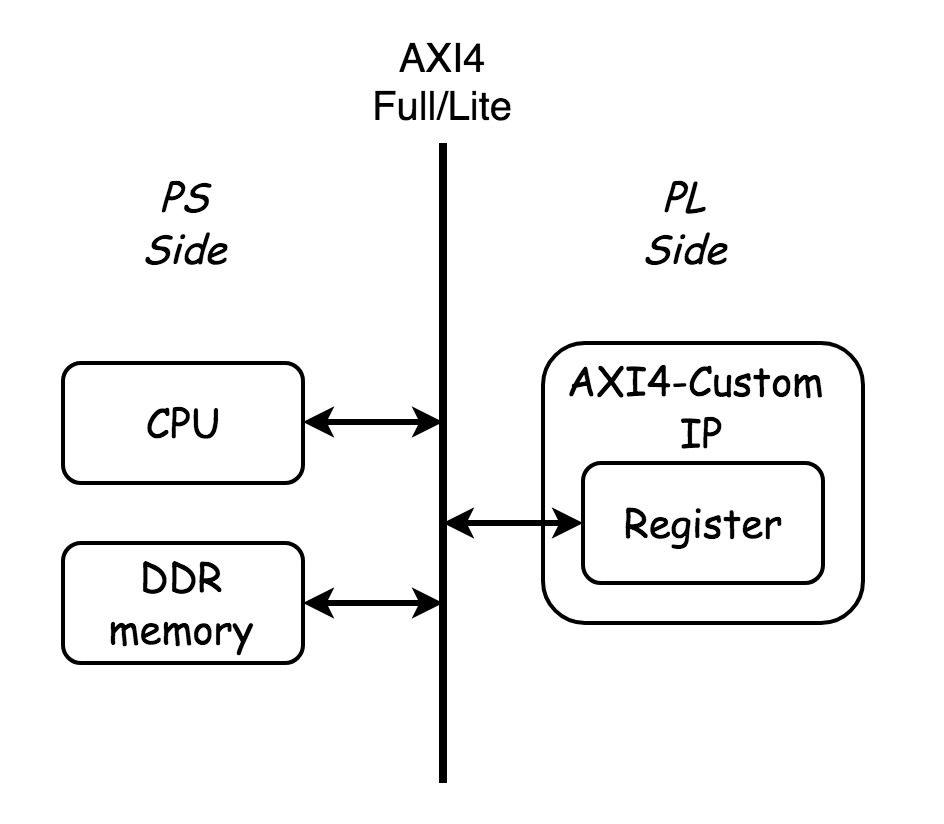 AXI4
Full/Lite
PS
Side
PL
Side
CPU
DDR
memory
AXI4-Custom
IP
Register